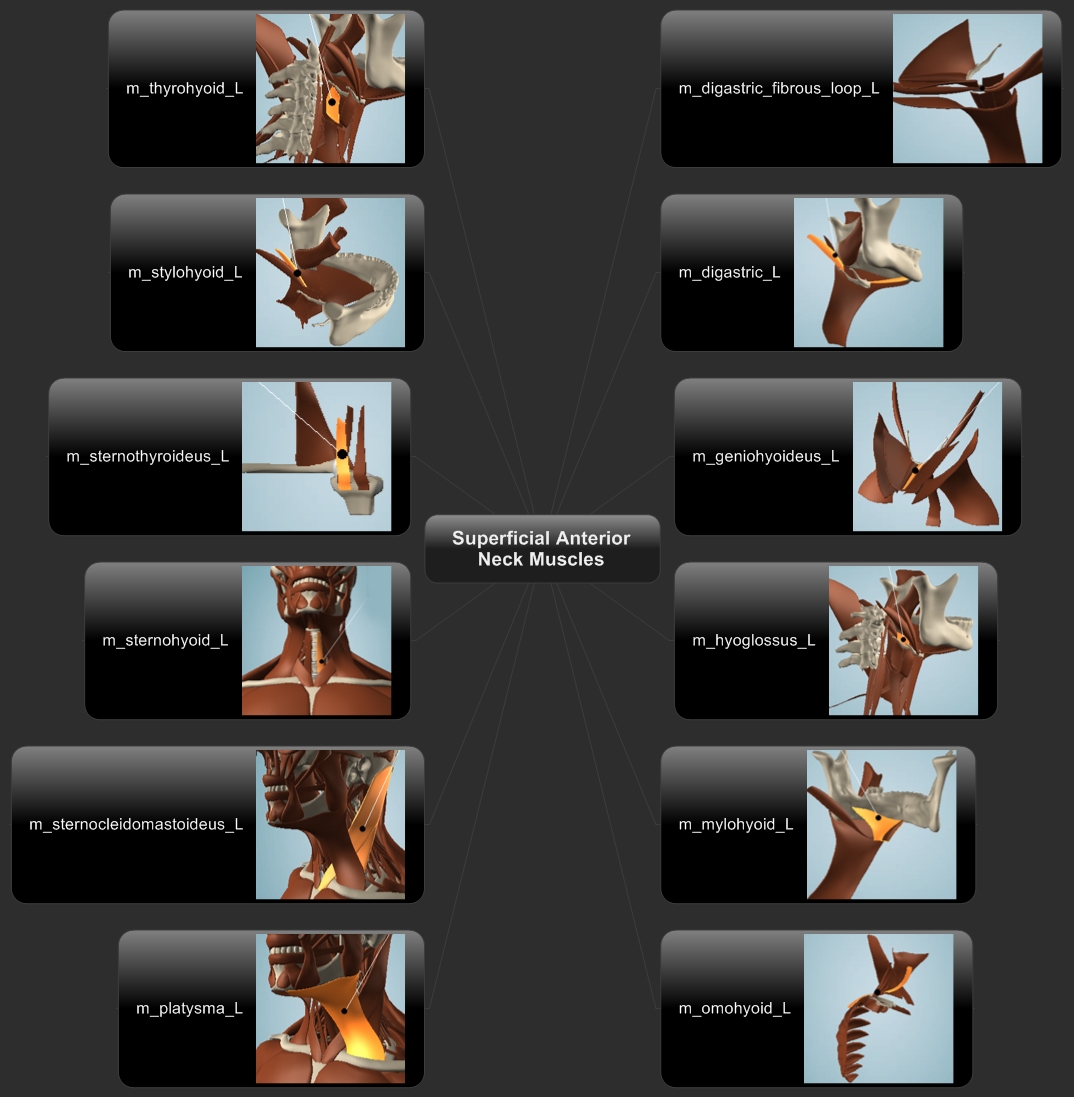 m_thyrohyoid_L
m_digastric_fibrous_loop_L
m_stylohyoid_L
m_digastric_L
m_sternothyroideus_L
m_geniohyoideus_L
Superficial Anterior
Neck Muscles
m_sternohyoid_L
m_hyoglossus_L
m_sternocleidomastoideus_L
m_mylohyoid_L
m_platysma_L
m_omohyoid_L